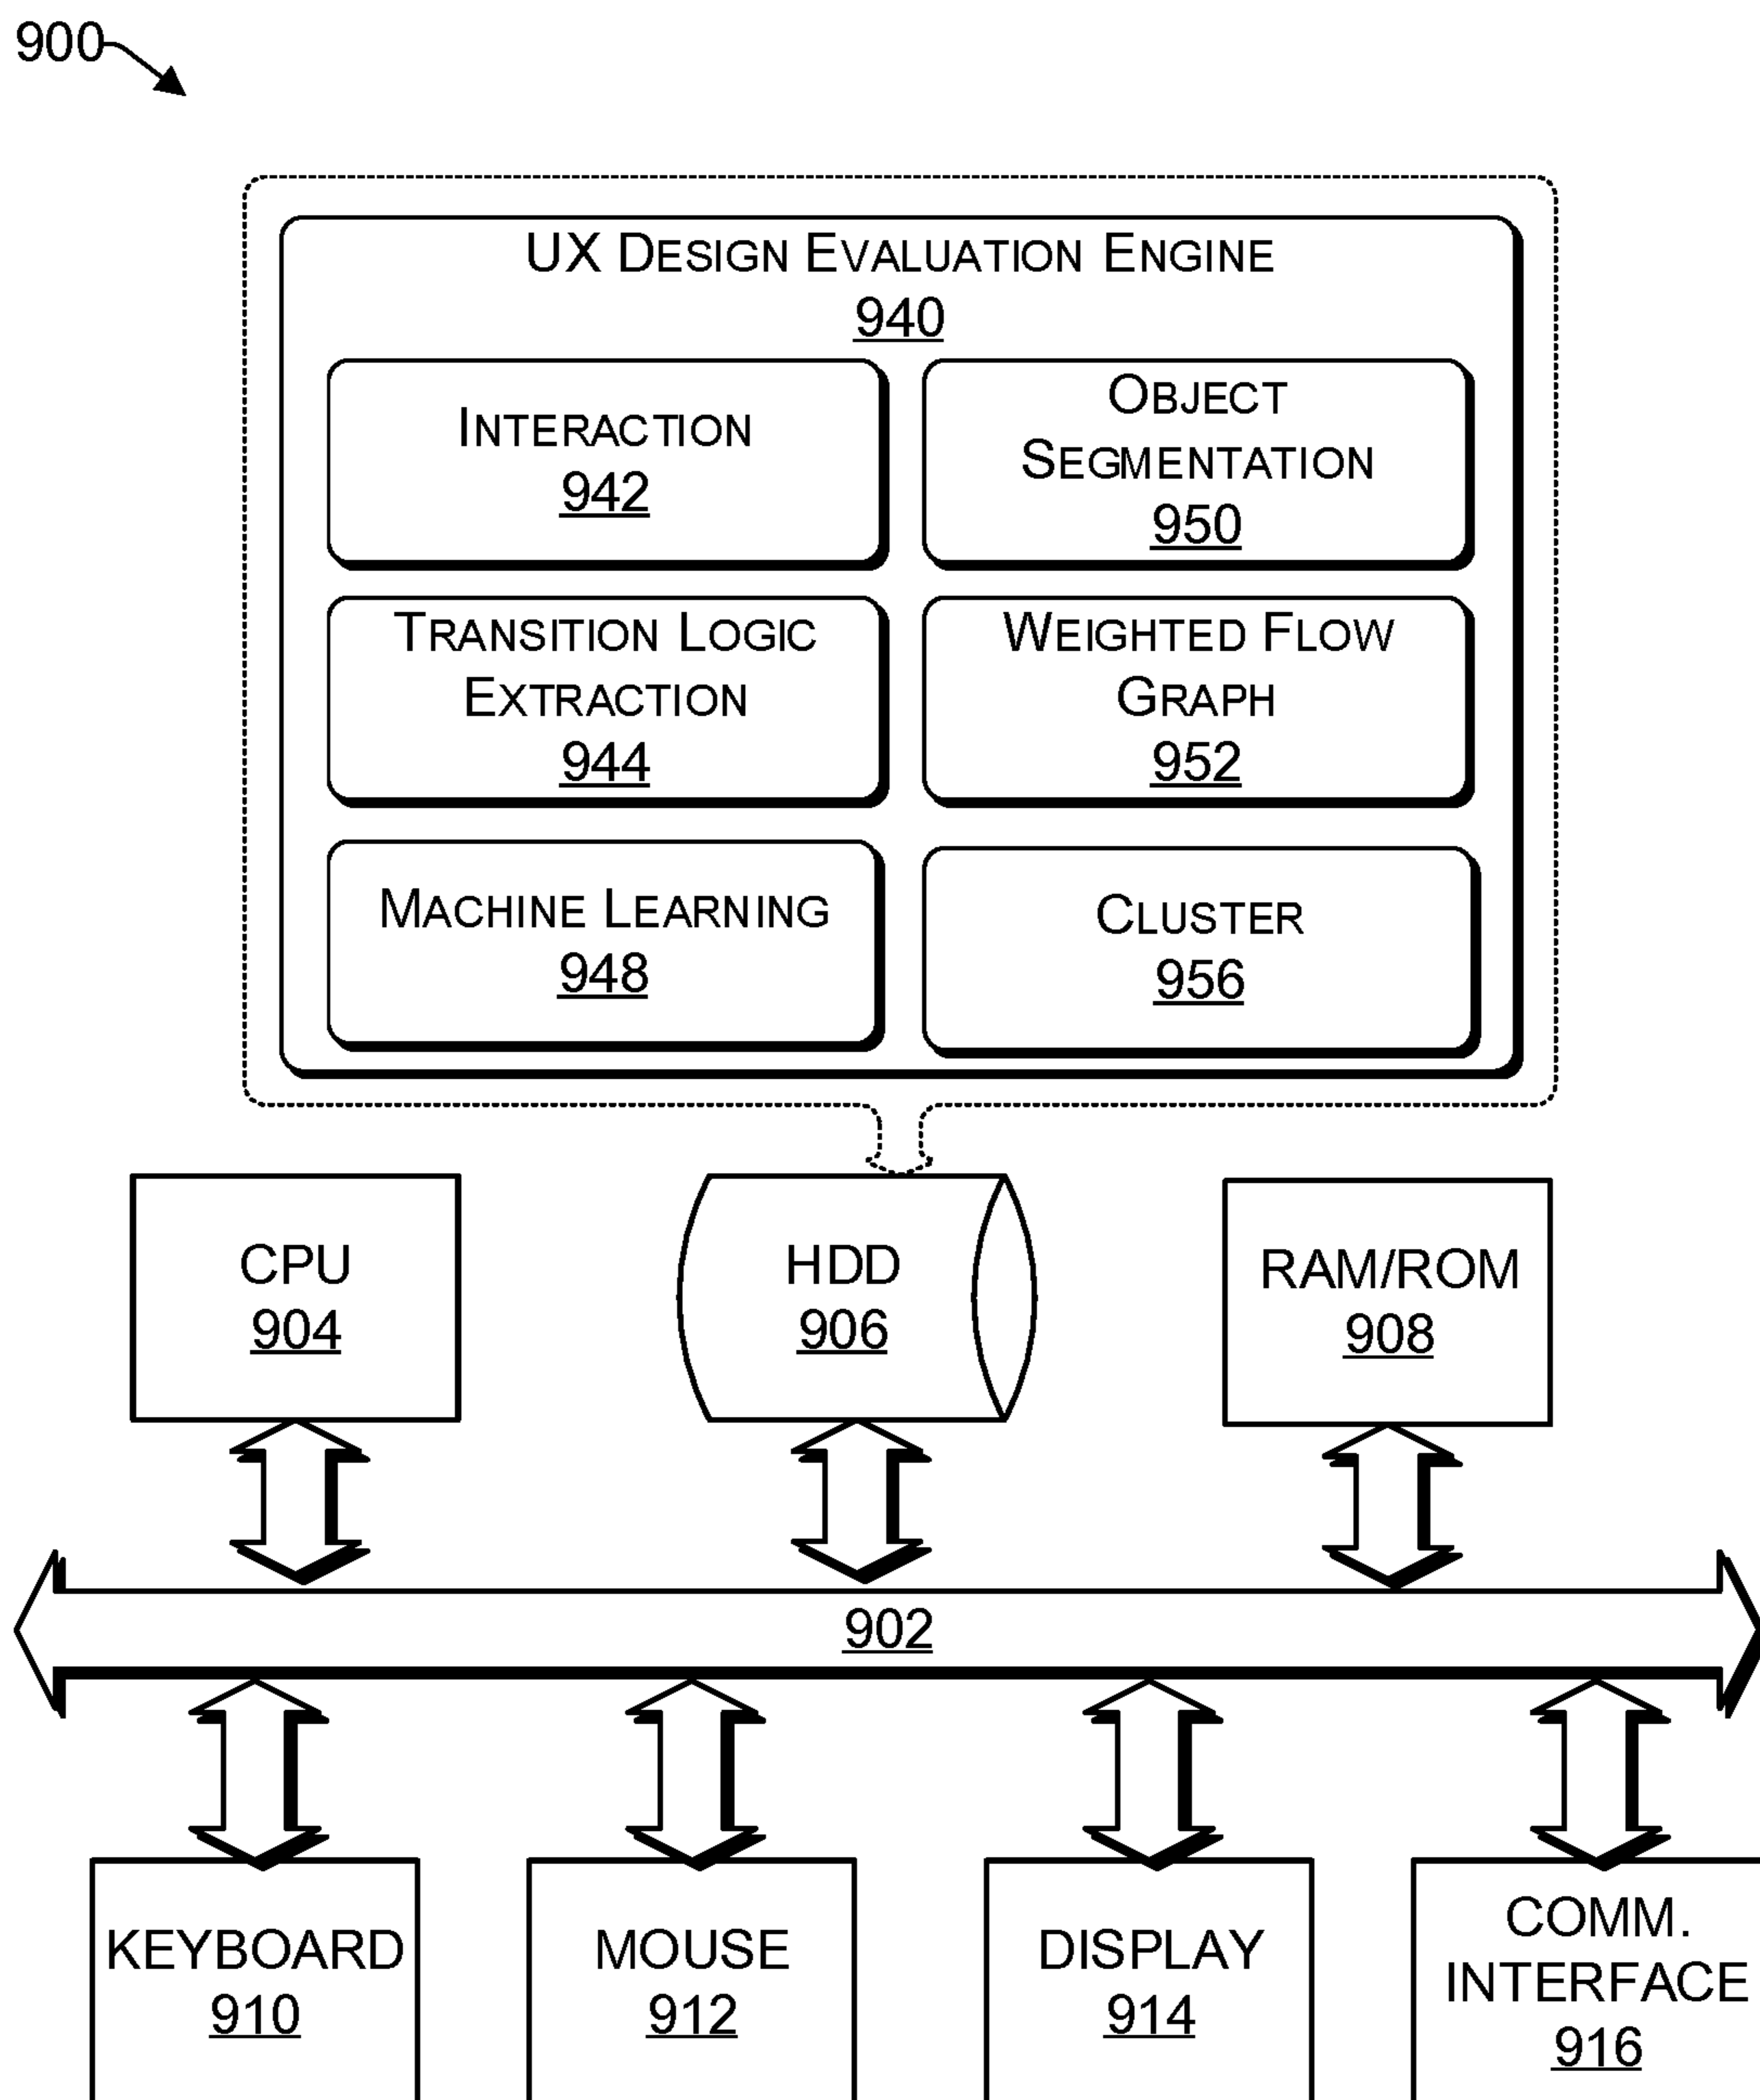 900
UX DESIGN EVALUATION ENGINE
940
INTERACTION
942
OBJECT
SEGMENTATION
950
TRANSITION LOGIC
EXTRACTION
944
WEIGHTED FLOW
GRAPH
952
MACHINE LEARNING
948
CLUSTER
956
CPU
904
HDD
906
RAM/ROM
908
902
KEYBOARD
910
MOUSE
912
DISPLAY
914
COMM.
INTERFACE
916